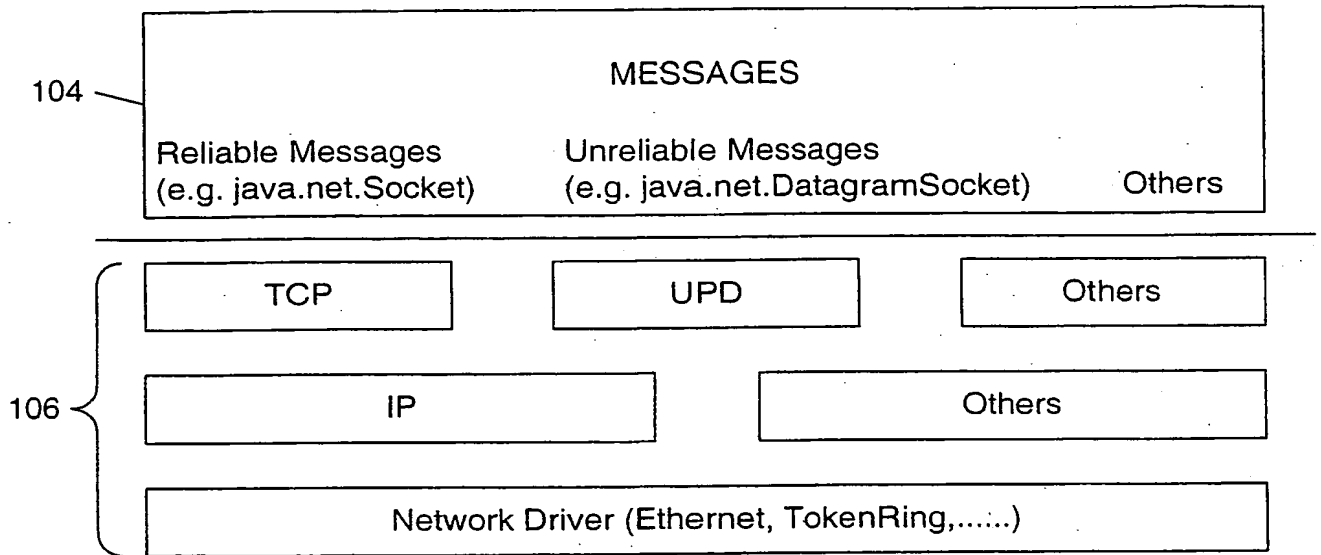 MESSAGES
104
Reliable Messages
(e.g. java.net.Socket)
Unreliable Messages
(e.g. java.net.DatagramSocket)
Others
TCP
UPD
Others
106
IP
Others
Network Driver (Ethernet, TokenRing,......)